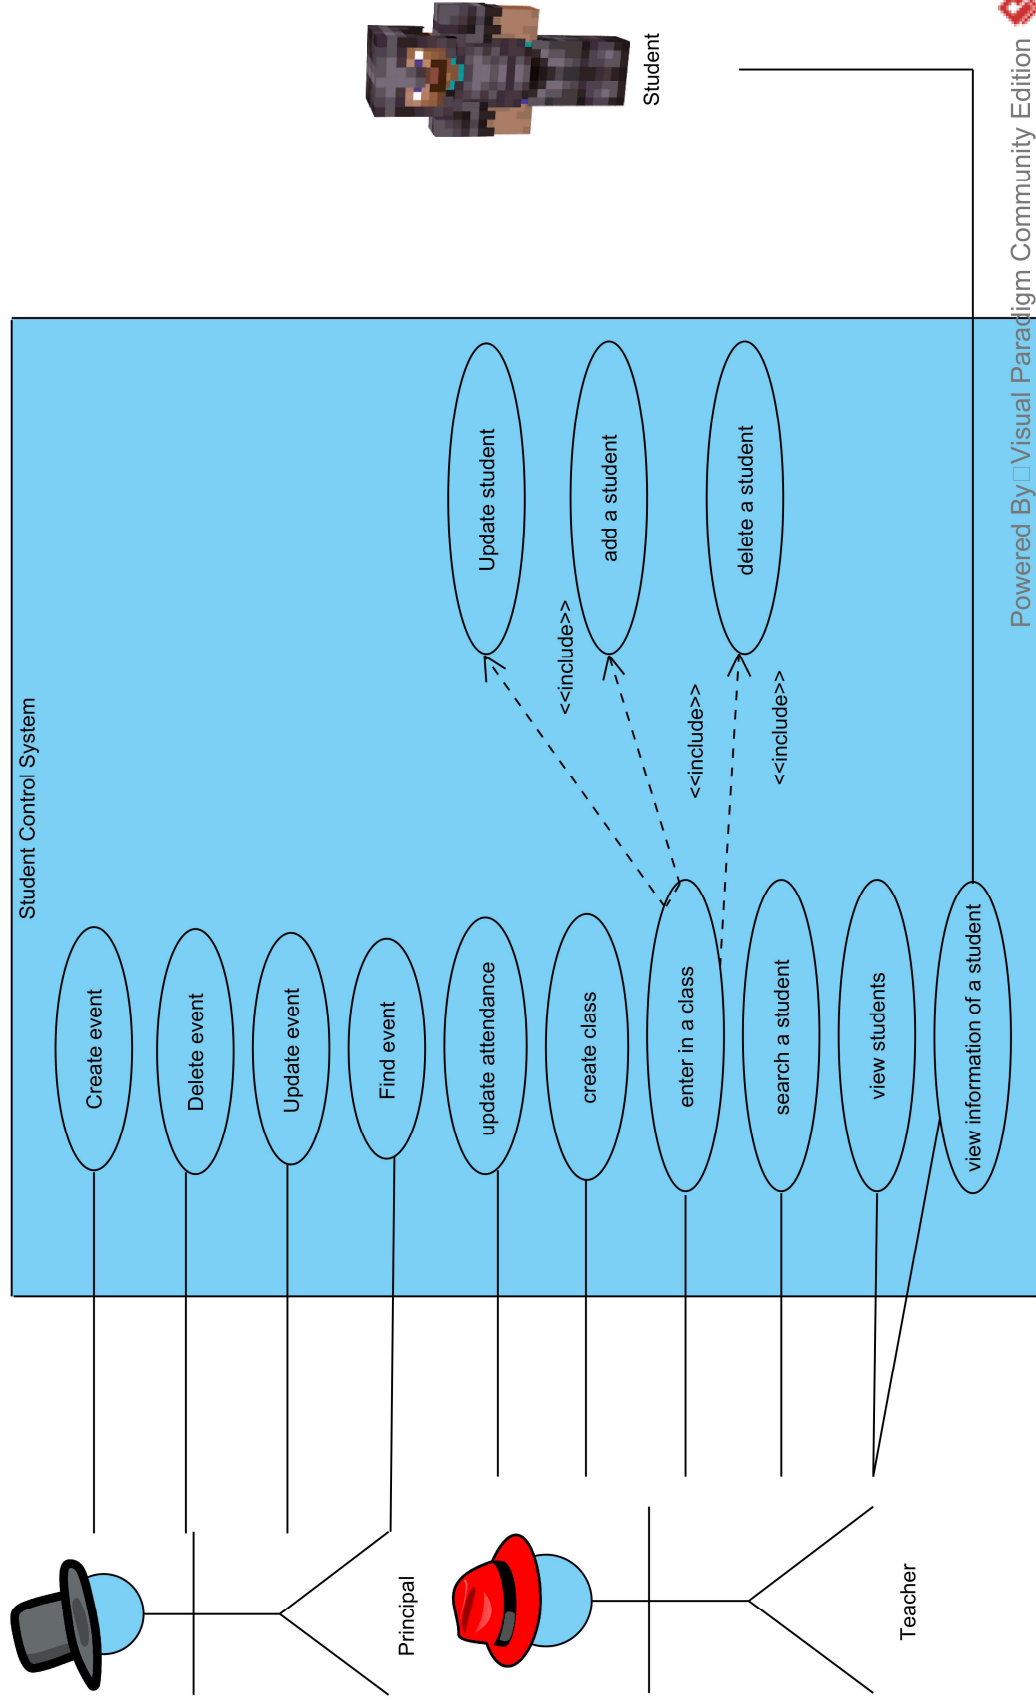 Student Control System
Create event
Delete event
Update event
Find event
update attendance
create class
enter in a class
search a student
view students
view information of a student
Update student
<<include>>
add a student
<<include>>
delete a student
<<include>>
Principal
Teacher
Student
Powered By□Visual Paradigm Community Edition